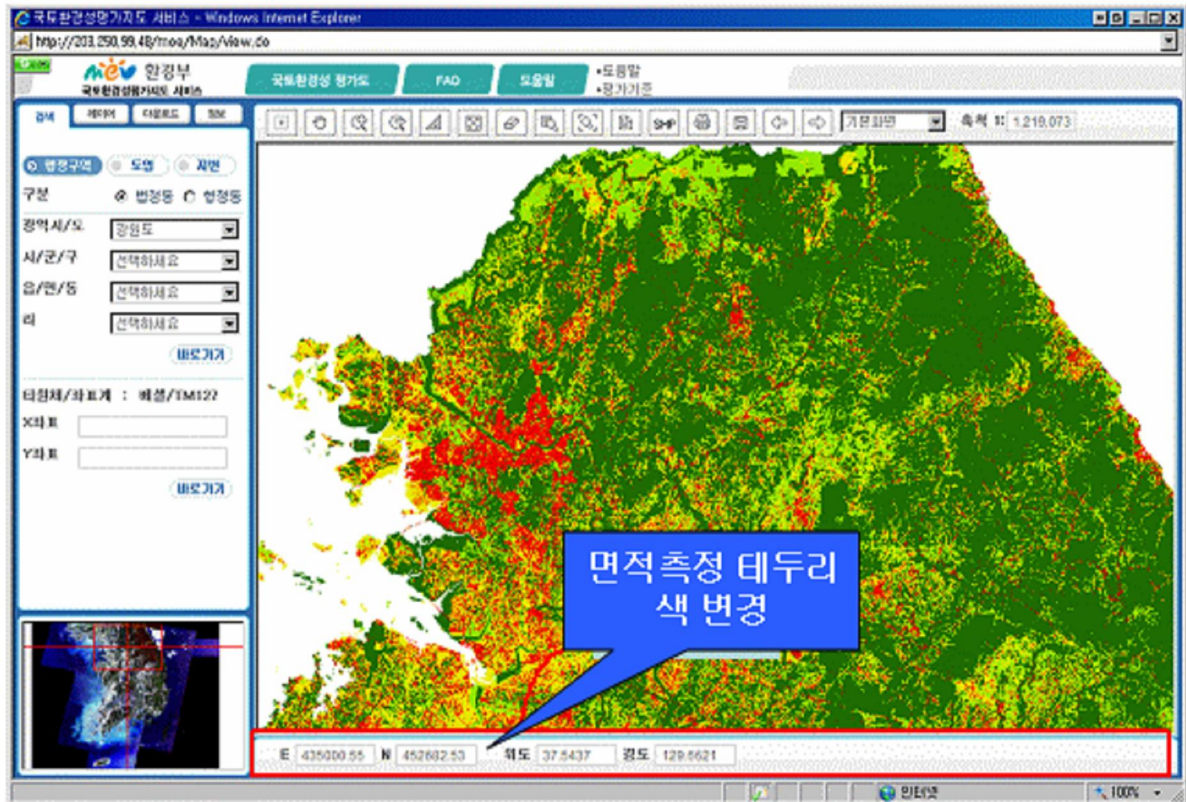 국토환경성평가지도 서비스 - Windows Internet Explorer
http://203,250,99,48/moe/Map/view,do
환경부
국토환경성평가지도 서비스
국토환경성 평가도
FAQ
도움말
•도움말
•평가기준
검색 레이어 다운로드 정보
기본화면
축척 1: 1,219,073
행정구역 도엽 지번
구분 법정동 행정동
광역시/도 강원도
시/군/구 선택하세요
읍/면/동 선택하세요
리 선택하세요
바로가기
타원체/좌표계 : 베셀/TM127
X좌표
Y좌표
바로가기
면적측정 테두리
색 변경
E 435000.55 N 452682.53 위도 37.5437 경도 129.6621
인터넷 100%